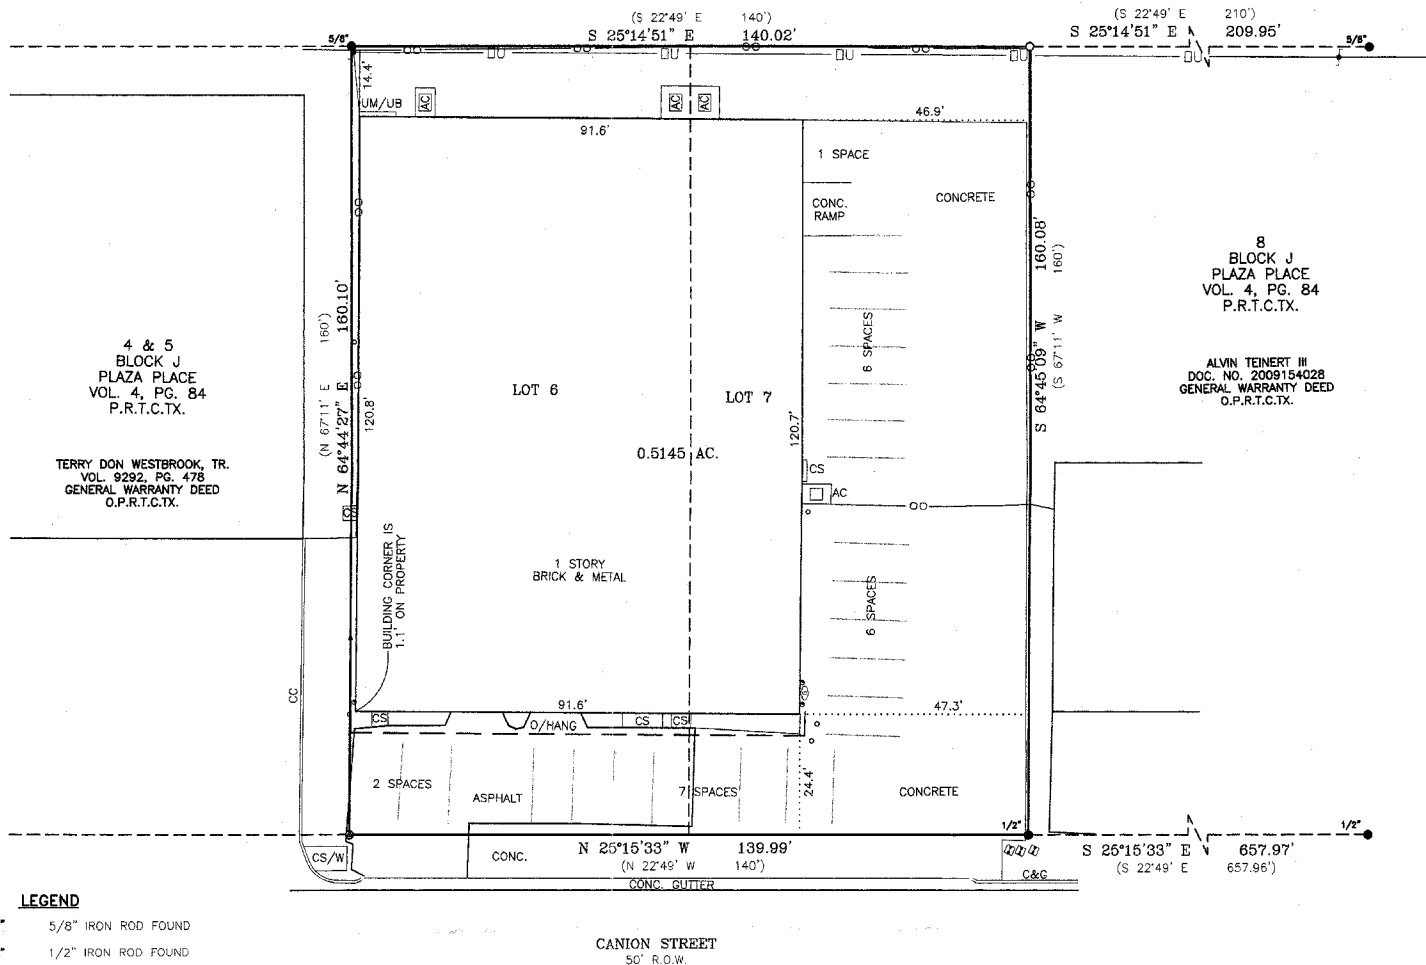 (S 22°49' E 140')
S 25°14'51" E 140.02'
(S 22°49' E 210')
S 25°14'51" E 209.95'
5/8"
5/8"
14.4'
UM/UB
AC
AC
AC
91.6'
46.9'
1 SPACE
CONC.
RAMP
CONCRETE
N 64°44'27" E 160.10'
(N 67°11' E 160')
120.8'
4 & 5
BLOCK J
PLAZA PLACE
VOL. 4, PG. 84
P.R.T.C.TX.
TERRY DON WESTBROOK, TR.
VOL. 9292, PG. 478
GENERAL WARRANTY DEED
O.P.R.T.C.TX.
LOT 6
LOT 7
0.5145 AC.
120.7'
6 SPACES
S 64°45'09" W 160.08'
(S 67°11' W 160')
8
BLOCK J
PLAZA PLACE
VOL. 4, PG. 84
P.R.T.C.TX.
ALVIN TEINERT III
DOC. NO. 2009154028
GENERAL WARRANTY DEED
O.P.R.T.C.TX.
CS
AC
CS
BUILDING CORNER IS
1.1' ON PROPERTY
1 STORY
BRICK & METAL
6 SPACES
CC
91.6'
47.3'
CS
O/HANG
CS
CS
2 SPACES
ASPHALT
7 SPACES
24.4'
CONCRETE
1/2"
1/2"
CS/W
CONC.
N 25°15'33" W 139.99'
(N 22°49' W 140')
S 25°15'33" E 657.97'
(S 22°49' E 657.96')
C&G
CONC. GUTTER
LEGEND
5/8" IRON ROD FOUND
1/2" IRON ROD FOUND
CANION STREET
50' R.O.W.